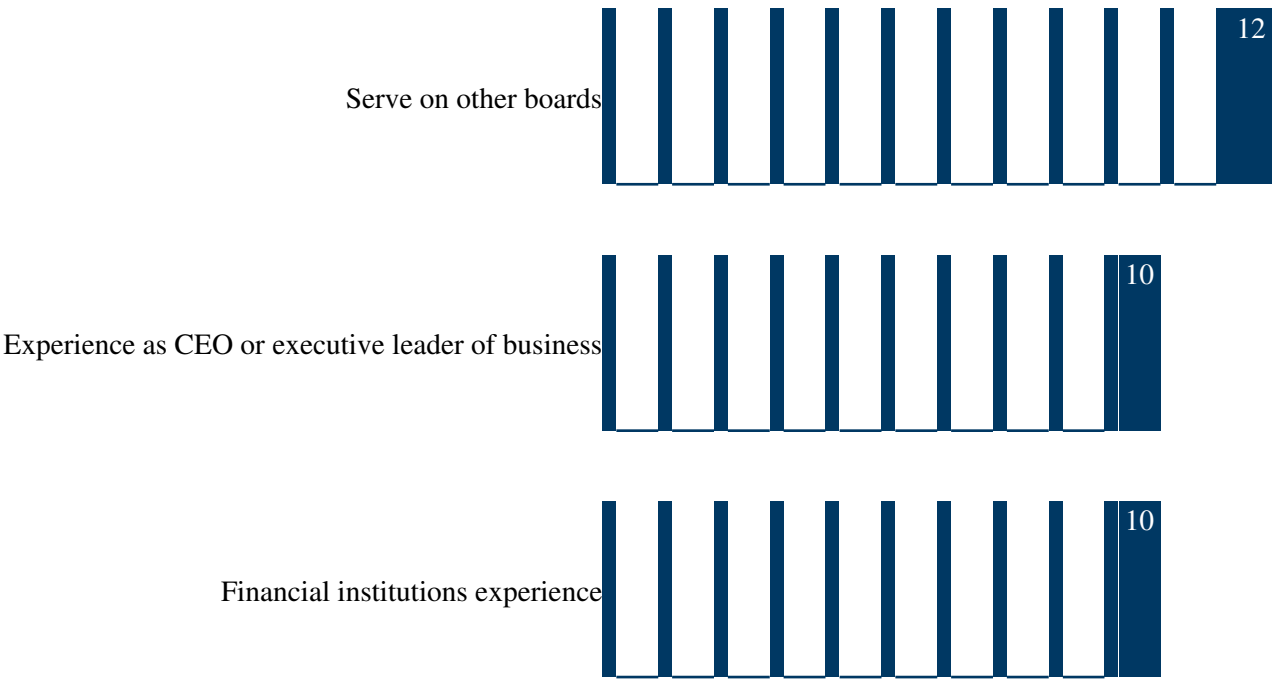 12
Serve on other boards
10
Experience as CEO or executive leader of business
10
Financial institutions experience